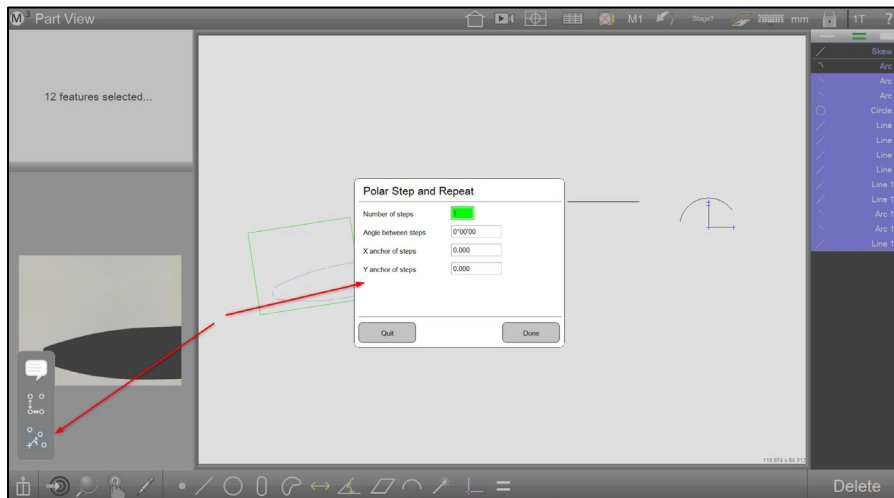 M3 Part View
M1
Stage?
mm
1T
?
12 features selected...
Skew
Arc
Arc
Arc
Circle
Line
Line
Line
Line
Line 1
Line 1
Arc 1
Arc 1
Line 1
Polar Step and Repeat
Number of steps 1
Angle between steps 0°00'00
X anchor of steps 0.000
Y anchor of steps 0.000
Quit Done
Delete